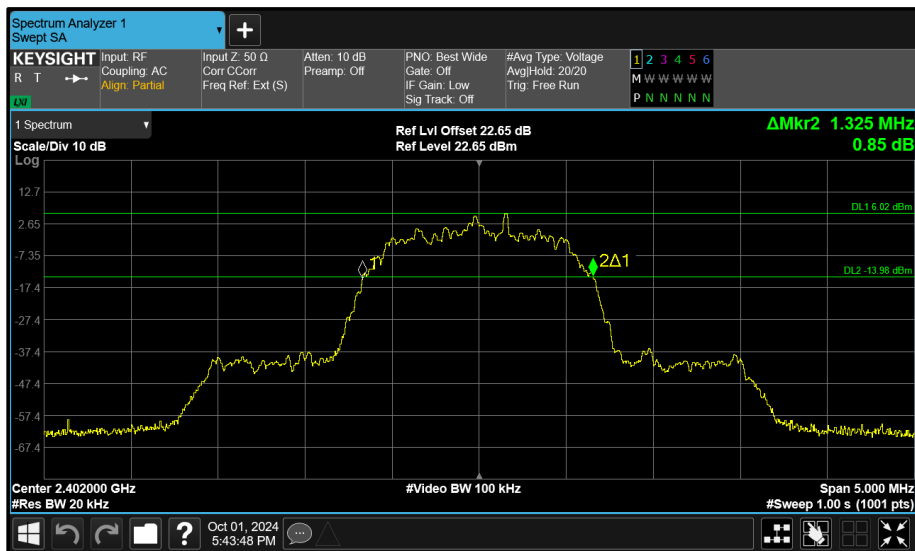 Spectrum Analyzer 1
Swept SA
+
KEYSIGHT
R T
LXI
Input: RF
Coupling: AC
Align: Partial
Input Z: 50 Ω
Corr CCorr
Freq Ref: Ext (S)
Atten: 10 dB
Preamp: Off
PNO: Best Wide
Gate: Off
IF Gain: Low
Sig Track: Off
#Avg Type: Voltage
Avg|Hold: 20/20
Trig: Free Run
1 2 3 4 5 6
M W W W W W
P N N N N N
1 Spectrum
Scale/Div 10 dB
Ref Lvl Offset 22.65 dB
Ref Level 22.65 dBm
ΔMkr2 1.325 MHz
0.85 dB
Log
12.7
DL1 6.02 dBm
2.65
-7.35
1
2Δ1
DL2 -13.98 dBm
-17.4
-27.4
-37.4
-47.4
-57.4
-67.4
Center 2.402000 GHz
#Video BW 100 kHz
Span 5.000 MHz
#Res BW 20 kHz
#Sweep 1.00 s (1001 pts)
?
Oct 01, 2024
5:43:48 PM